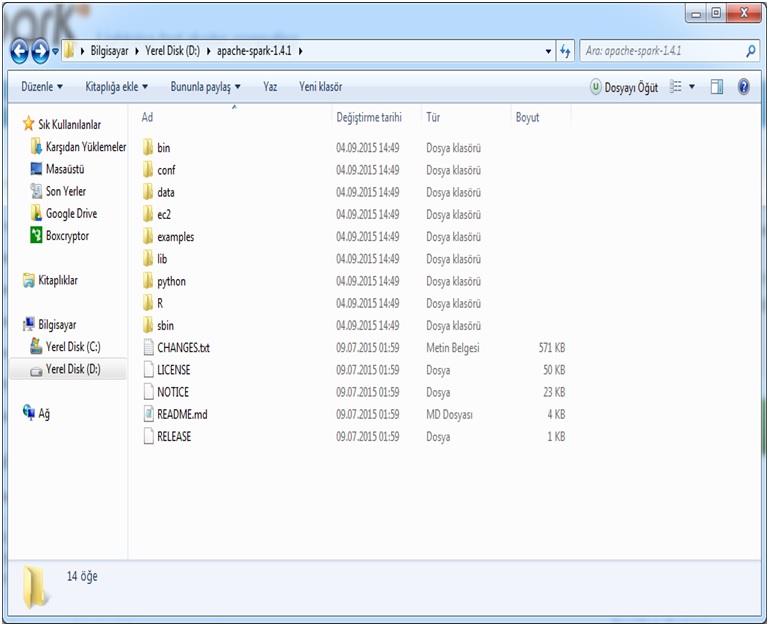 Bilgisayar Yerel Disk (D:) apache-spark-1.4.1 Ara: apache-spark-1.4.1
Düzenle Kitaplığa ekle Bununla paylaş Yaz Yeni klasör Dosyayı Öğüt
Sık Kullanılanlar
Karşıdan Yüklemeler
Masaüstü
Son Yerler
Google Drive
Boxcryptor
Kitaplıklar
Bilgisayar
Yerel Disk (C:)
Yerel Disk (D:)
Ağ
Ad Değiştirme tarihi Tür Boyut
bin 04.09.2015 14:49 Dosya klasörü
conf 04.09.2015 14:49 Dosya klasörü
data 04.09.2015 14:49 Dosya klasörü
ec2 04.09.2015 14:49 Dosya klasörü
examples 04.09.2015 14:49 Dosya klasörü
lib 04.09.2015 14:49 Dosya klasörü
python 04.09.2015 14:49 Dosya klasörü
R 04.09.2015 14:49 Dosya klasörü
sbin 04.09.2015 14:49 Dosya klasörü
CHANGES.txt 09.07.2015 01:59 Metin Belgesi 571 KB
LICENSE 09.07.2015 01:59 Dosya 50 KB
NOTICE 09.07.2015 01:59 Dosya 23 KB
README.md 09.07.2015 01:59 MD Dosyası 4 KB
RELEASE 09.07.2015 01:59 Dosya 1 KB
14 öğe